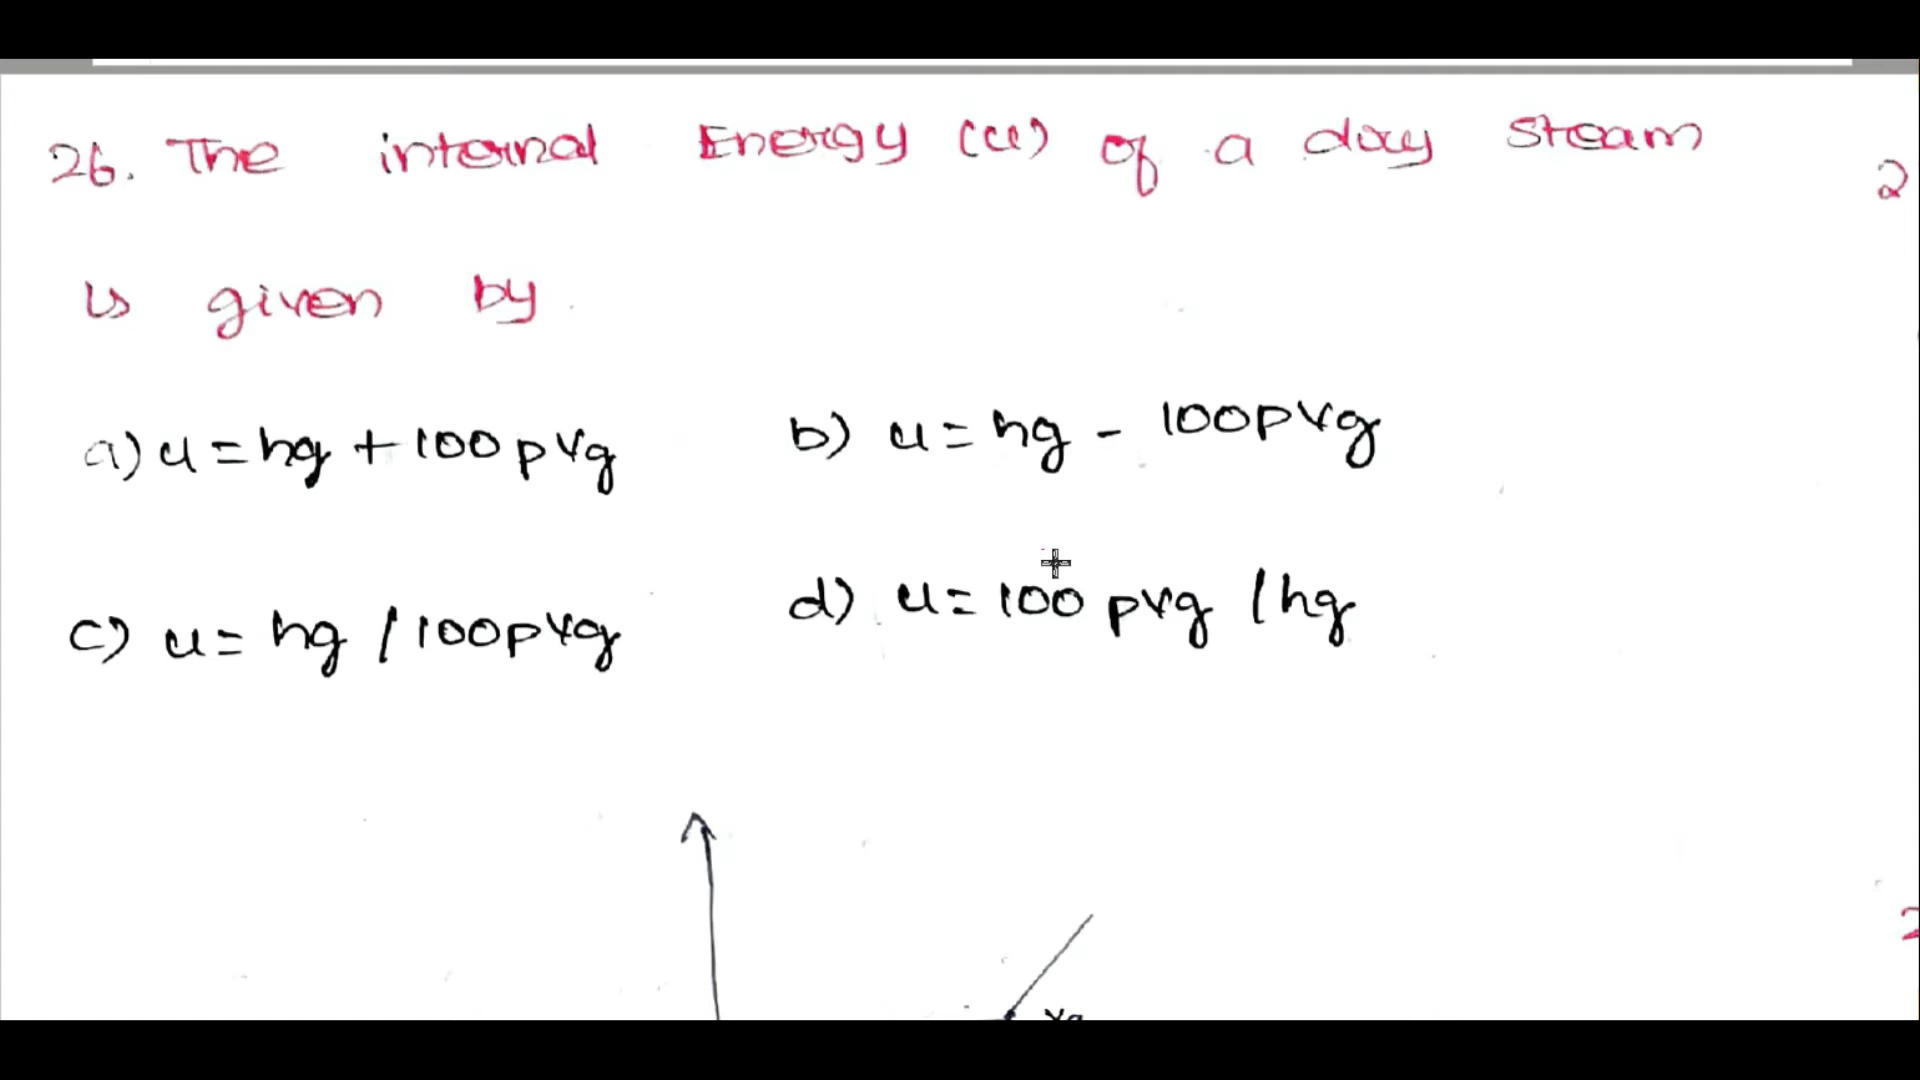 26. The internal Energy (u) of a dry steam
2
is given by
a) u = hg + 100 pvg b) u = hg - 100pvg
c) u = hg / 100pvg d) u = 100 pvg / hg